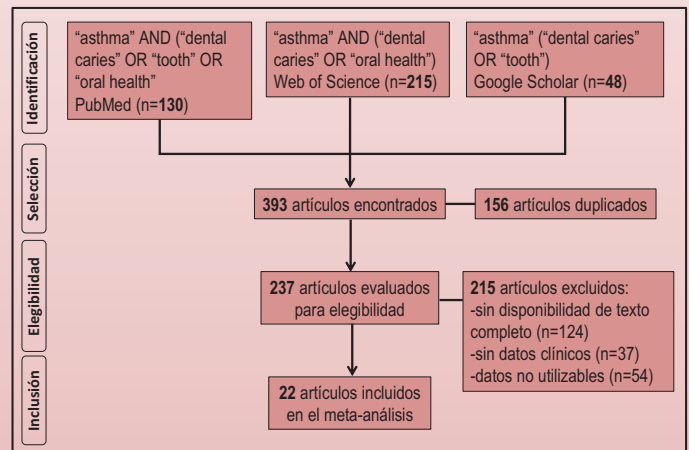 Identificación
“asthma” AND (“dental
caries” OR “tooth” OR
“oral health”
PubMed (n=130)
“asthma” AND (“dental
caries” OR “oral health”)
Web of Science (n=215)
“asthma” (“dental caries”
OR “tooth”)
Google Scholar (n=48)
Selección
393 artículos encontrados
156 artículos duplicados
Elegibilidad
237 artículos evaluados
para elegibilidad
215 artículos excluidos:
-sin disponibilidad de texto
completo (n=124)
-sin datos clínicos (n=37)
-datos no utilizables (n=54)
Inclusión
22 artículos incluidos
en el meta-análisis